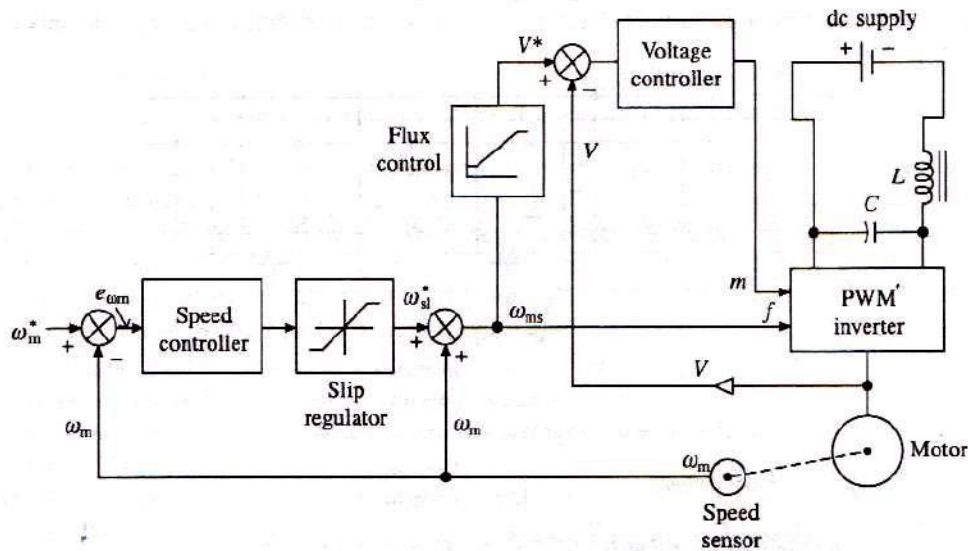 dc supply
+ −
V*
+
−
Voltage
controller
Flux
control
V
L
C
m
f
PWM
inverter
e_ωm
ω*_m
+
−
Speed
controller
ω*_sl
+
+
ω_ms
Slip
regulator
V
ω_m
ω_m
ω_m
Motor
Speed
sensor